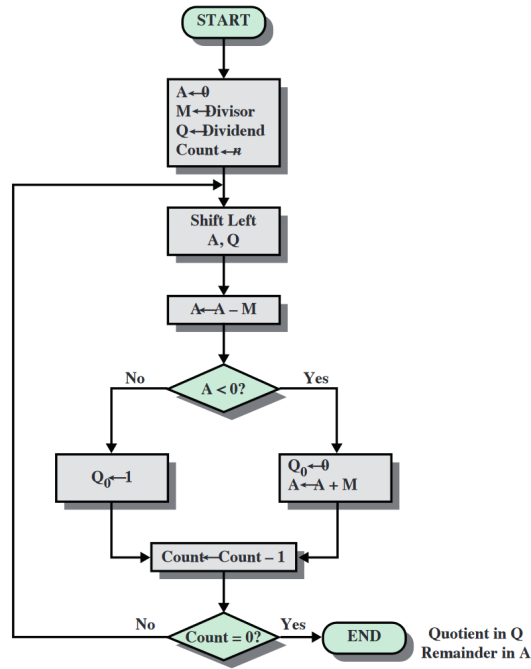 START
A←0
M←Divisor
Q←Dividend
Count←n
Shift Left
A, Q
A←A – M
No
A < 0?
Yes
Q₀←1
Q₀←0
A←A + M
Count←Count – 1
No
Count = 0?
Yes
END
Quotient in Q
Remainder in A